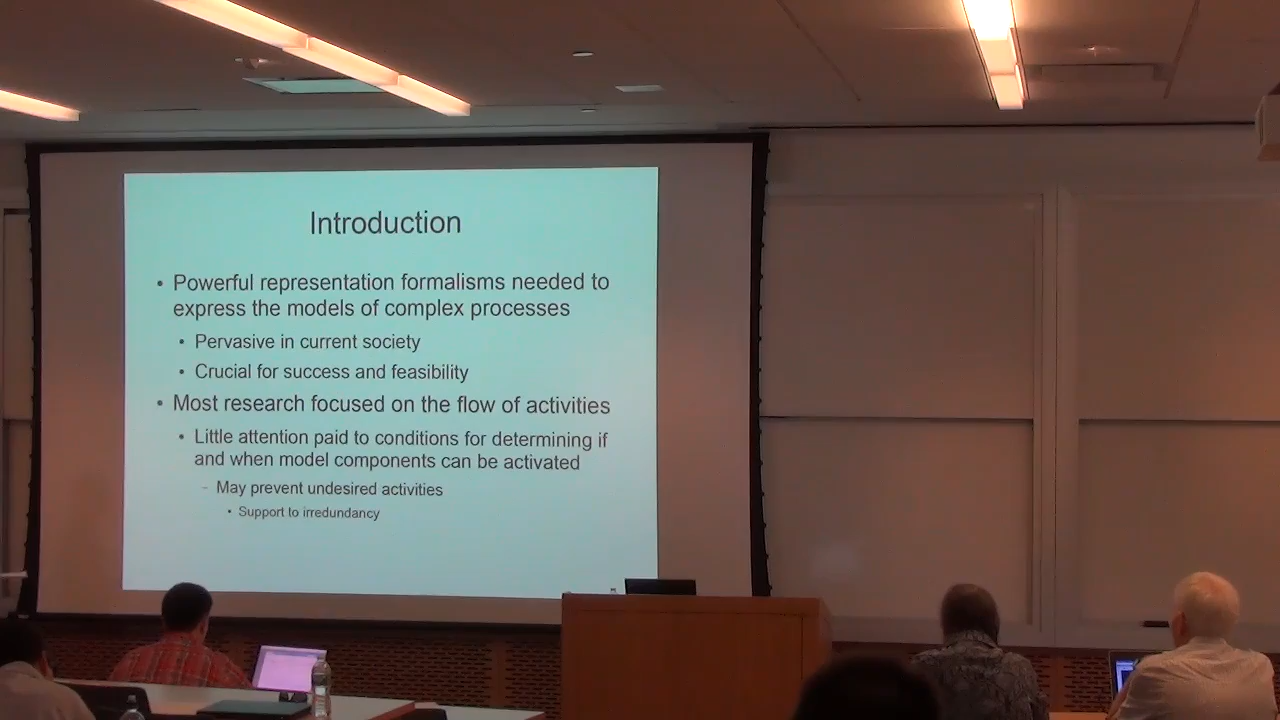 Introduction
• Powerful representation formalisms needed to
express the models of complex processes
• Pervasive in current society
• Crucial for success and feasibility
• Most research focused on the flow of activities
• Little attention paid to conditions for determining if
and when model components can be activated
– May prevent undesired activities
• Support to irredundancy